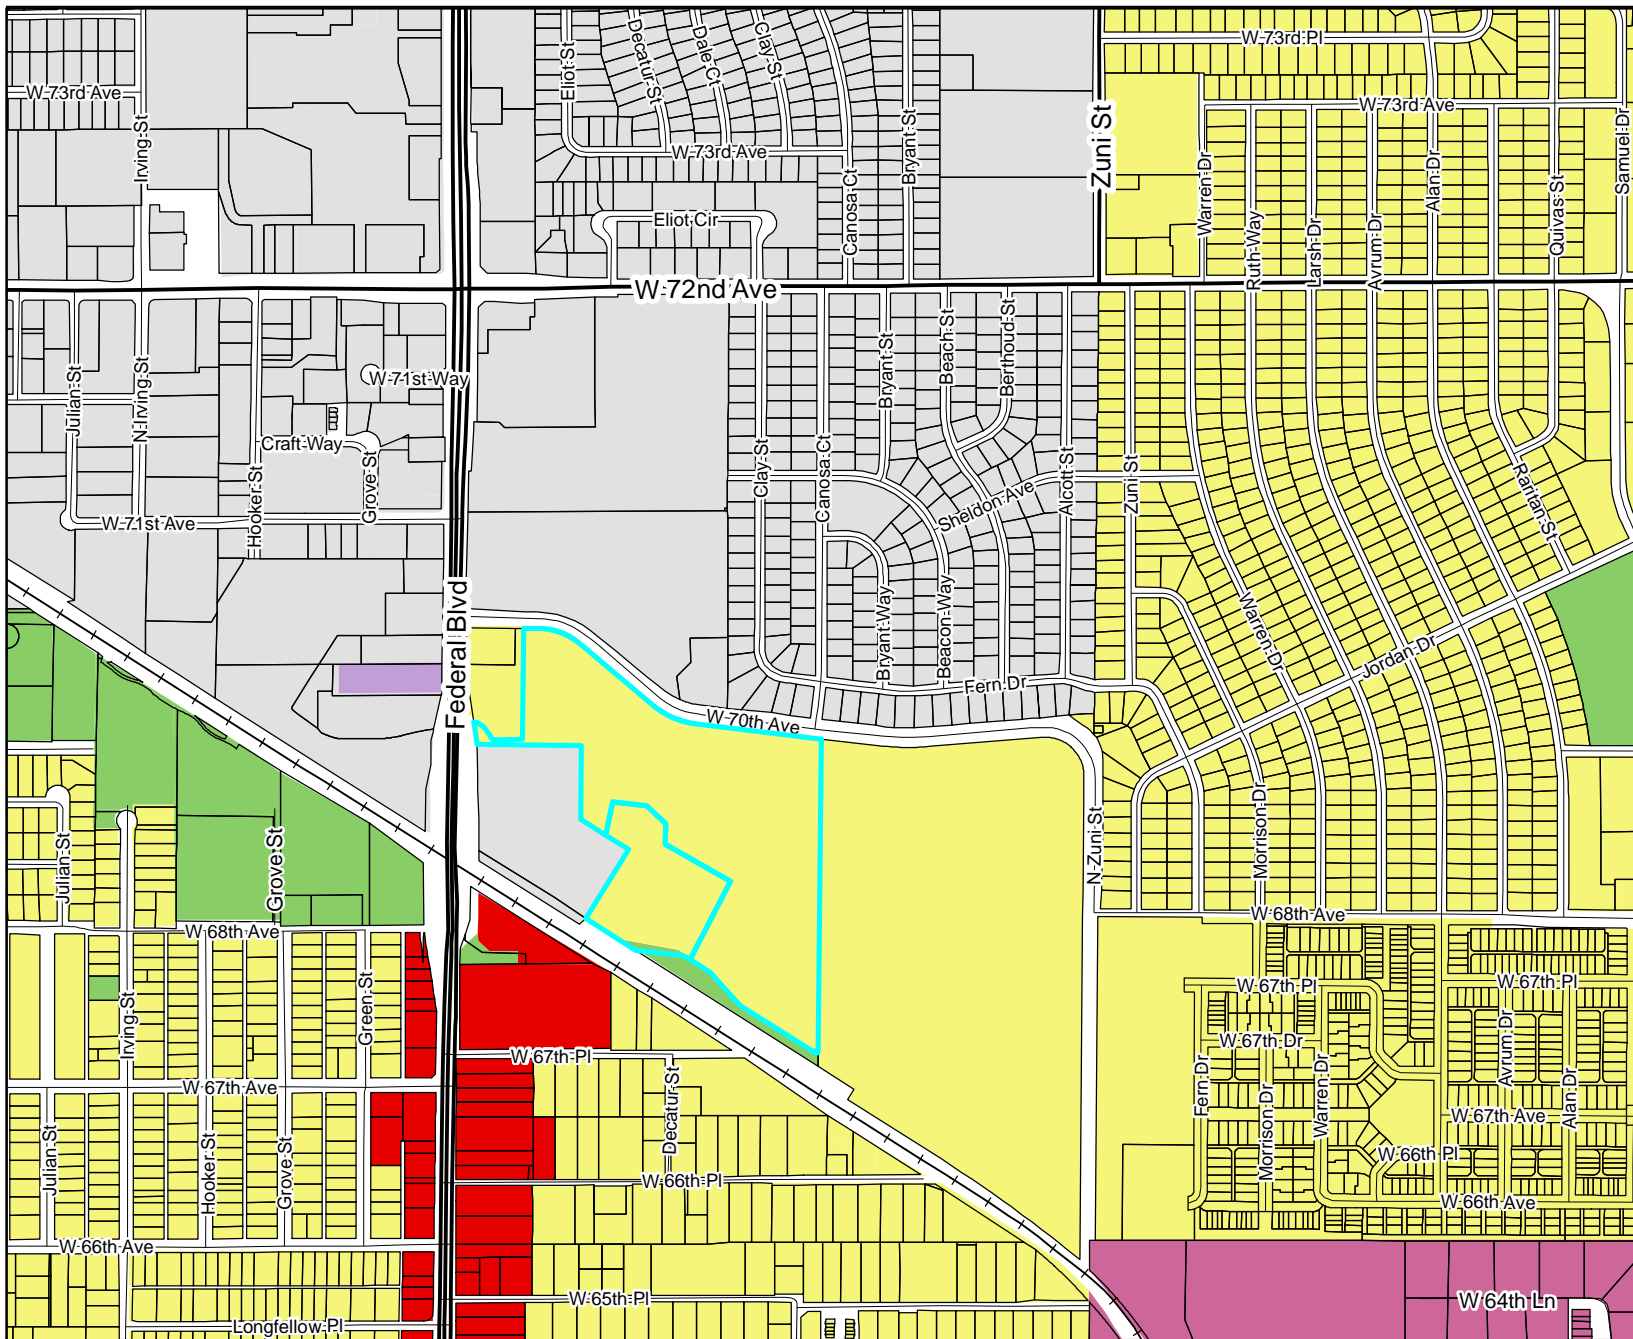 W 73rd Pl
Eliot St
Decatur St
Dale Ct
Clay St
W 73rd Ave
W 73rd Ave
Irving St
Bryant St
Zuni St
Samuel Dr
W 73rd Ave
Alan Dr
Warren Dr
Canosa Ct
Quivas St
Eliot Cir
Ruth Way
Larsh Dr
Avrum Dr
W 72nd Ave
Julian St
N Irving St
W 71st Way
Bryant St
Beach St
Berthoud St
Craft Way
Hooker St
Grove St
Clay St
Canosa Ct
Alcott St
Zuni St
Raritan St
Sheldon Ave
W 71st Ave
Federal Blvd
Bryant Way
Beacon Way
Warren Dr
Jordan Dr
Fern Dr
W 70th Ave
Julian St
Grove St
N Zuni St
Morrison Dr
W 68th Ave
W 68th Ave
Irving St
Green St
W 67th Pl
W 67th Pl
W 67th Dr
Avrum Dr
W 67th Pl
W 67th Ave
Decatur St
Fern Dr
Warren Dr
Alan Dr
W 67th Ave
Julian St
Hooker St
Grove St
Morrison Dr
W 66th Pl
W 66th Pl
W 66th Ave
W 66th Ave
W 65th Pl
W 64th Ln
Longfellow Pl